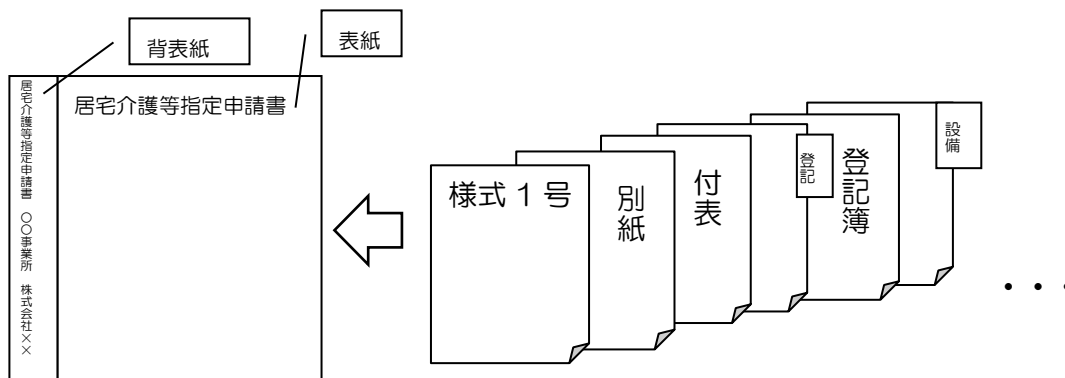 背表紙
表紙
居宅介護等指定申請書 〇〇事業所 株式会社××
居宅介護等指定申請書
様式1号
別紙
付表
登記
登記簿
設備
・・・